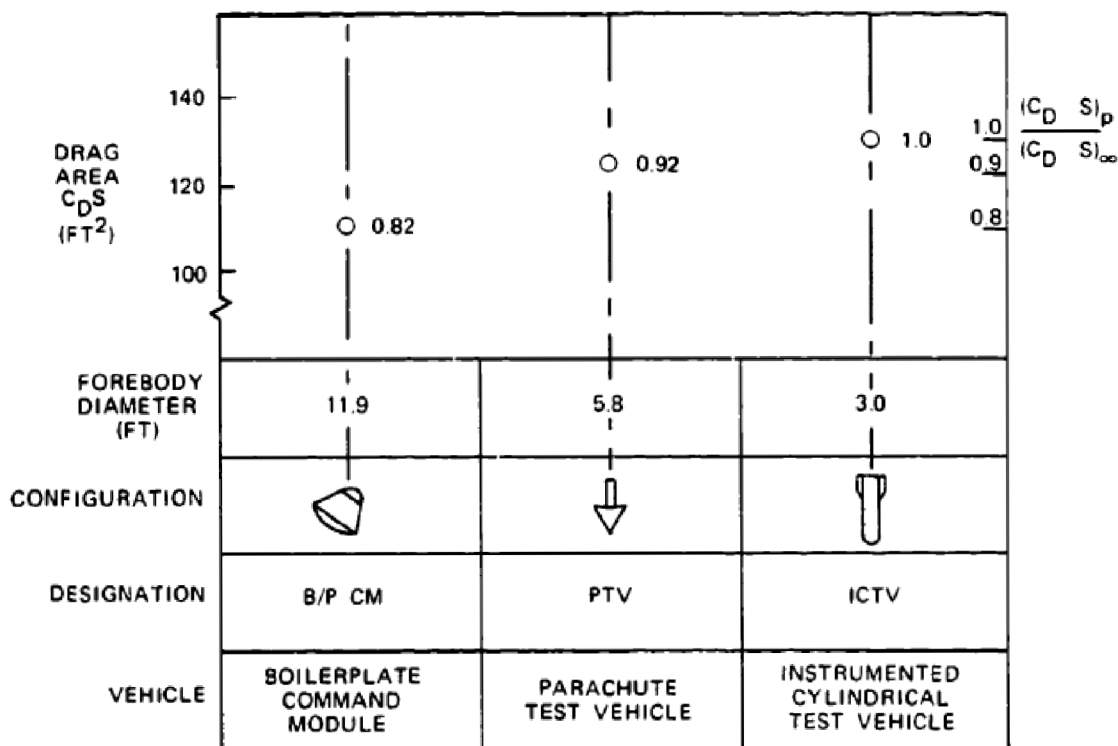 140
120
100
DRAG
AREA
C_D S
(FT²)
0.82
0.92
1.0
1.0
0.9
0.8
(C_D S)_p
(C_D S)_∞
FOREBODY
DIAMETER
(FT)
11.9
5.8
3.0
CONFIGURATION
DESIGNATION
B/P CM
PTV
ICTV
VEHICLE
BOILERPLATE
COMMAND
MODULE
PARACHUTE
TEST VEHICLE
INSTRUMENTED
CYLINDRICAL
TEST VEHICLE